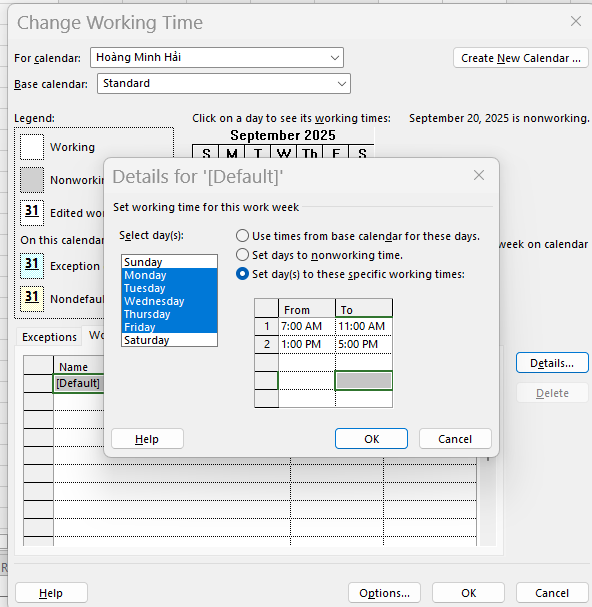 Change Working Time
For calendar: Hoàng Minh Hải
Create New Calendar ...
Base calendar: Standard
Legend:
Click on a day to see its working times:
September 20, 2025 is nonworking.
Working
September 2025
S M T W Th F S
Details for '[Default]'
Set working time for this work week
Select day(s):
Sunday
Monday
Tuesday
Wednesday
Thursday
Friday
Saturday
Use times from base calendar for these days.
Set days to nonworking time.
Set day(s) to these specific working times:
From To
1 7:00 AM 11:00 AM
2 1:00 PM 5:00 PM
Help
OK
Cancel
31 Edited
On this calendar
31 Exception
31
week on calendar
Exceptions
Name
[Default]
Details...
Delete
Help
Options...
OK
Cancel